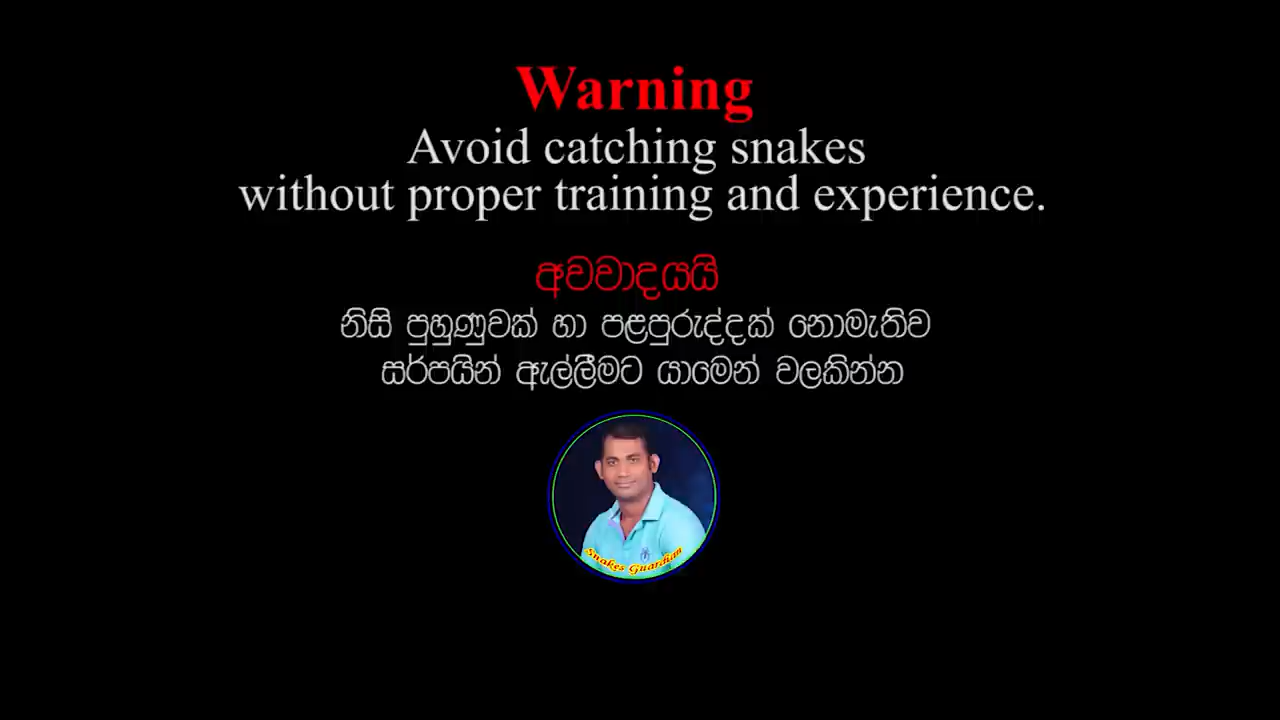 Warning
Avoid catching snakes
without proper training and experience.
අවවාදයයි
නිසි පුහුණුවක් හා පළපුරුද්දක් නොමැතිව
සර්පයින් ඇල්ලීමට යාමෙන් වලකින්න
Snakes Guardian